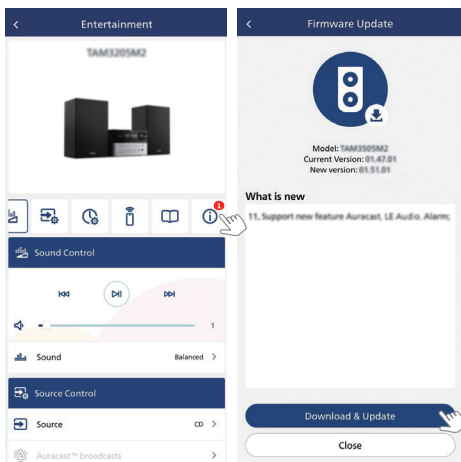 Entertainment
TAM3205M2
1
Sound Control
1
Sound
Balanced
Source Control
Source
CD
Auracast™ broadcasts
Firmware Update
Model: TAM3505M2
Current Version: 01.47.01
New version: 01.51.01
What is new
11, Support new feature Auracast, LE Audio. Alarm;
Download & Update
Close